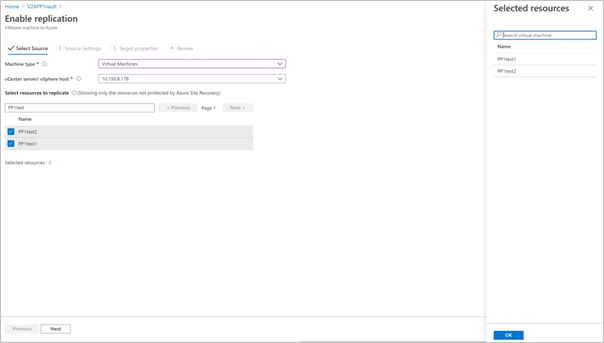 Home > V2APP1vault >
Enable replication
VMware machine to Azure
Select Source
Source Settings
Target properties
Review
Machine type *
Virtual Machines
vCenter server/ vSphere host *
10.150.8.178
Select resources to replicate (Showing only the resources not protected by Azure Site Recovery).
PP1test
< Previous
Page 1
Next >
Name
PP1test2
PP1test1
Selected resources : 2
Previous
Next
Selected resources
Search virtual machine
Name
PP1test1
PP1test2
OK